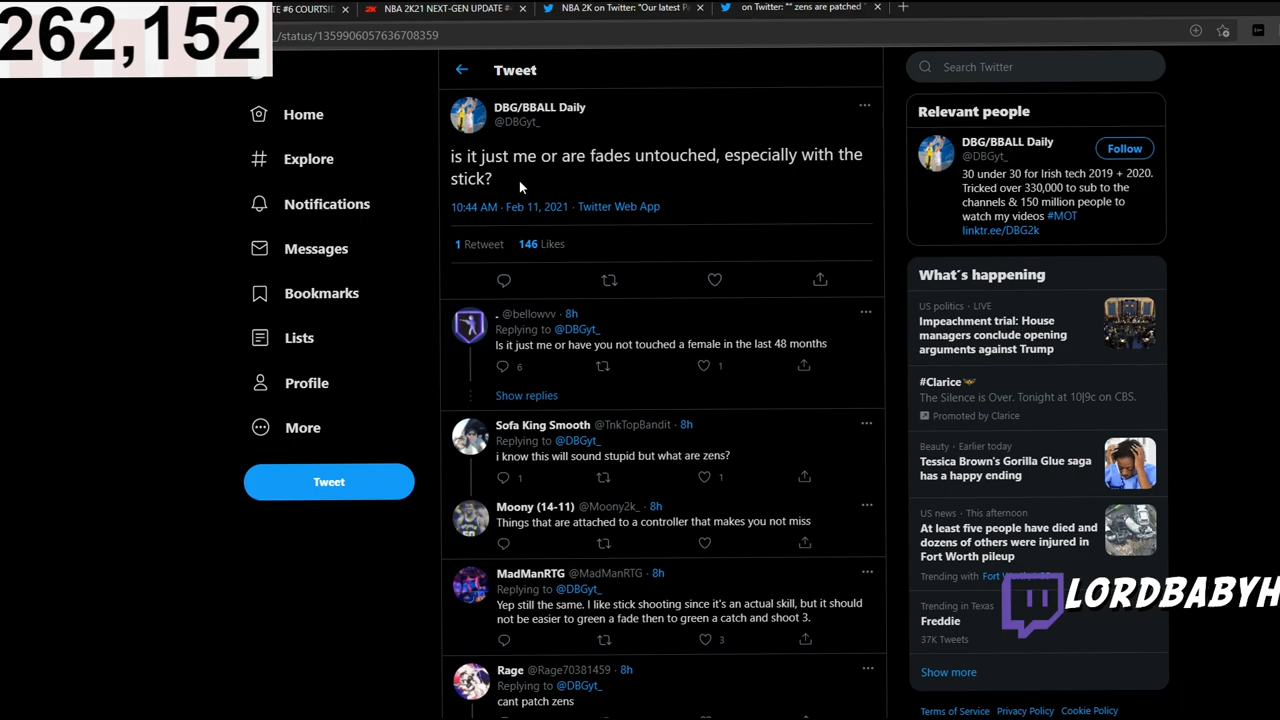 262,152
TE #6 COURTSID
NBA 2K21 NEXT-GEN UPDATE #
NBA 2K on Twitter: "Our latest Pa
on Twitter: "" zens are patched "
/status/1359906057636708359
Home
Explore
Notifications
Messages
Bookmarks
Lists
Profile
More
Tweet
Tweet
DBG/BBALL Daily
@DBGyt_
is it just me or are fades untouched, especially with the
stick?
10:44 AM · Feb 11, 2021 · Twitter Web App
1 Retweet 146 Likes
. @bellowvv · 8h
Replying to @DBGyt_
Is it just me or have you not touched a female in the last 48 months
6 1
Show replies
Sofa King Smooth @TnkTopBandit · 8h
Replying to @DBGyt_
i know this will sound stupid but what are zens?
1 1
Moony (14-11) @Moony2k_ · 8h
Things that are attached to a controller that makes you not miss
MadManRTG @MadManRTG · 8h
Replying to @DBGyt_
Yep still the same. I like stick shooting since it's an actual skill, but it should
not be easier to green a fade then to green a catch and shoot 3.
3
Rage @Rage70381459 · 8h
Replying to @DBGyt_
cant patch zens
Search Twitter
Relevant people
DBG/BBALL Daily
@DBGyt_
Follow
30 under 30 for Irish tech 2019 + 2020.
Tricked over 330,000 to sub to the
channels & 150 million people to
watch my videos #MOT
linktr.ee/DBG2k
What's happening
US politics · LIVE
Impeachment trial: House
managers conclude opening
arguments against Trump
#Clarice
The Silence is Over. Tonight at 10|9c on CBS.
Promoted by Clarice
Beauty · Earlier today
Tessica Brown's Gorilla Glue saga
has a happy ending
US news · This afternoon
At least five people have died and
dozens of others were injured in
Fort Worth pileup
Trending with Fort Wor
Trending in Texas
Freddie
37K Tweets
Show more
Terms of Service Privacy Policy Cookie Policy
LORDBABYH